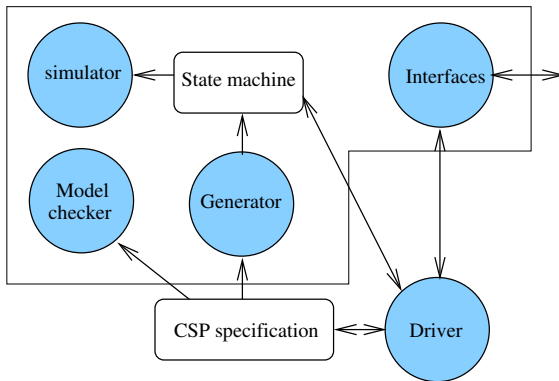 simulator
State machine
Interfaces
Model
checker
Generator
CSP specification
Driver